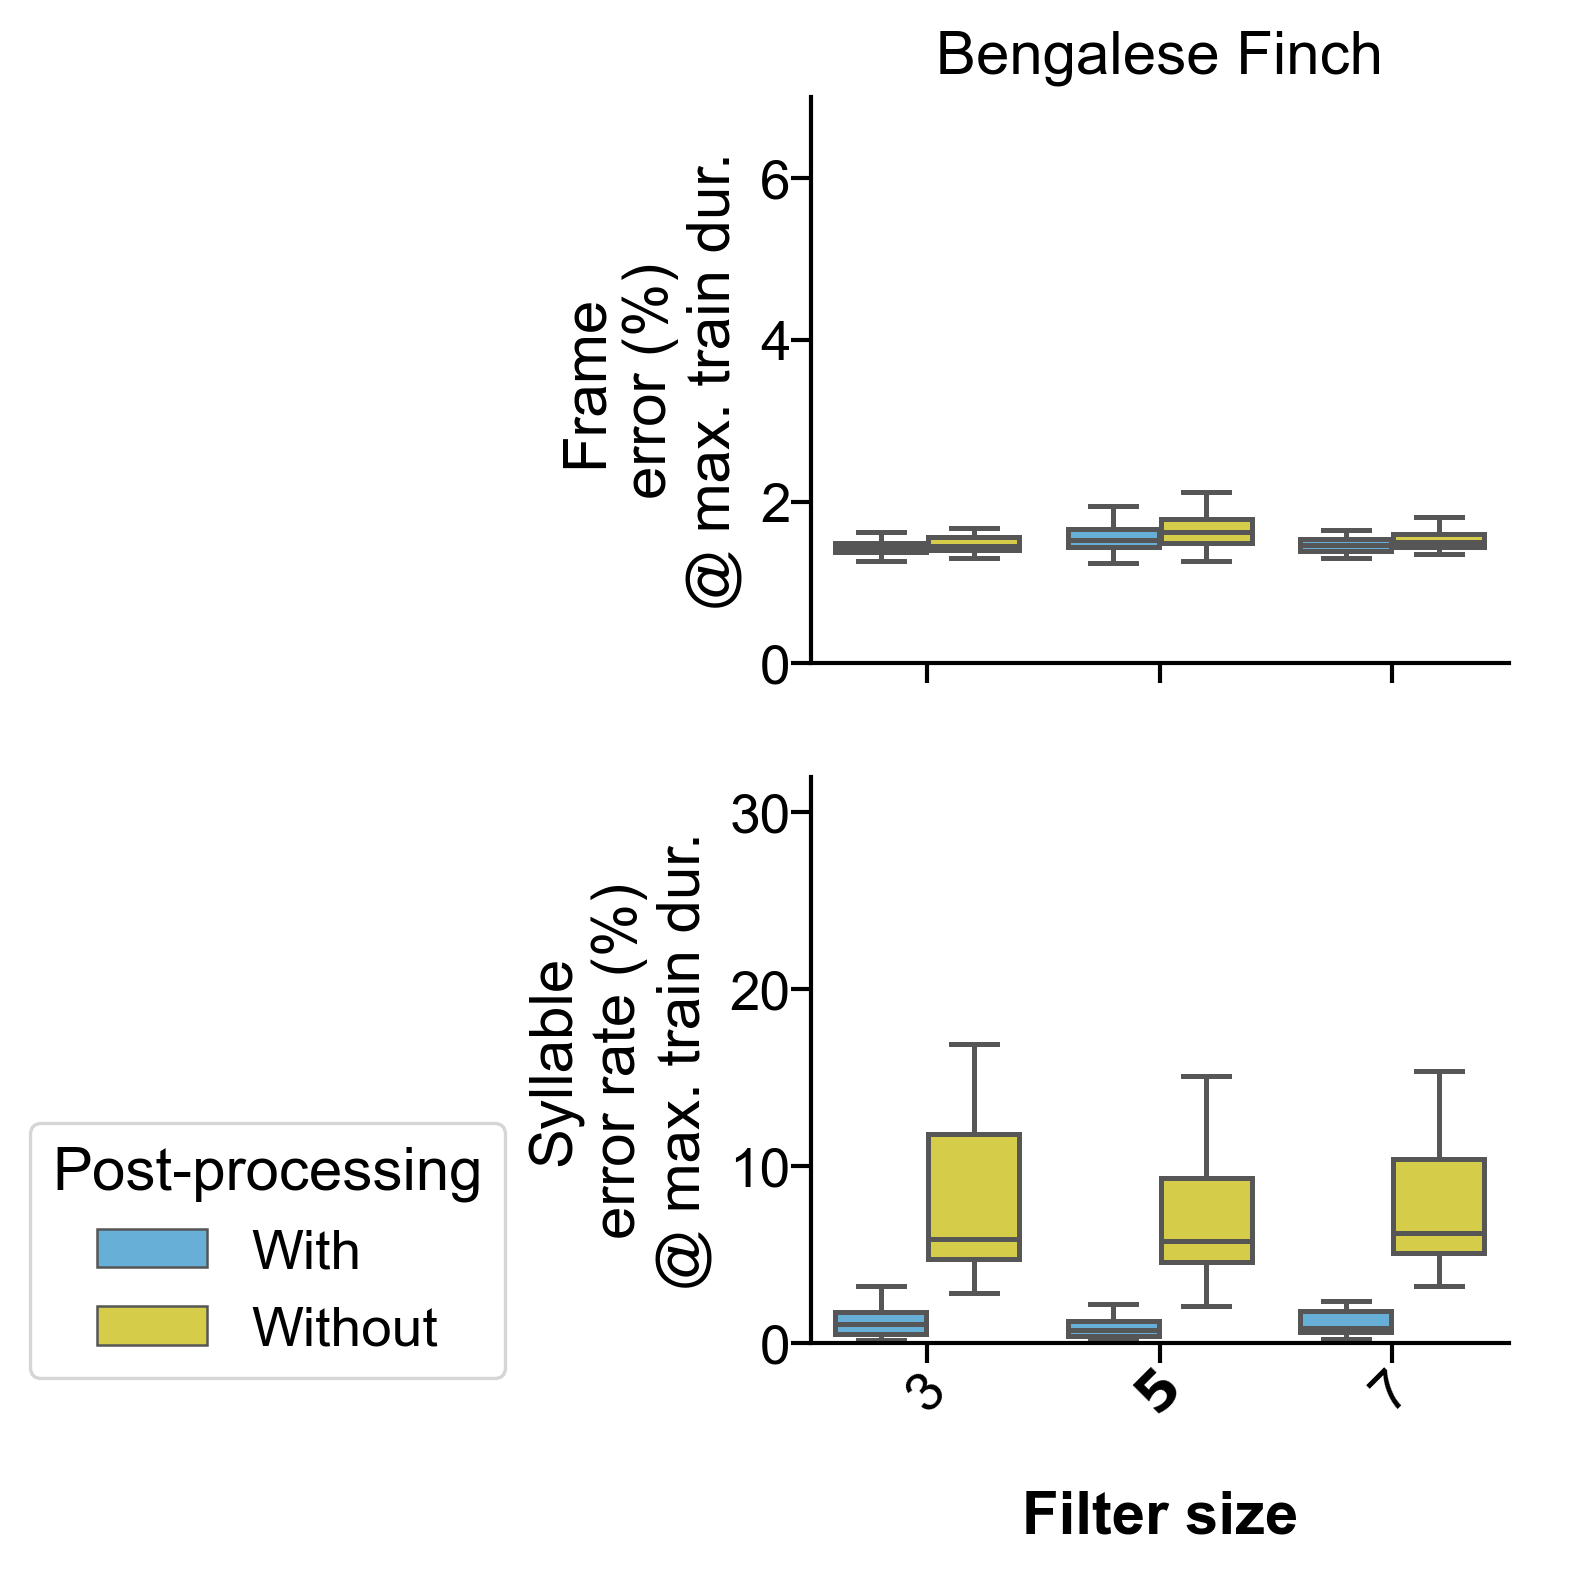 Bengalese Finch
Frame
error (%)
@ max. train dur.
6
4
2
0
Syllable
error rate (%)
@ max. train dur.
30
20
10
0
Post-processing
With
Without
3
5
7
Filter size